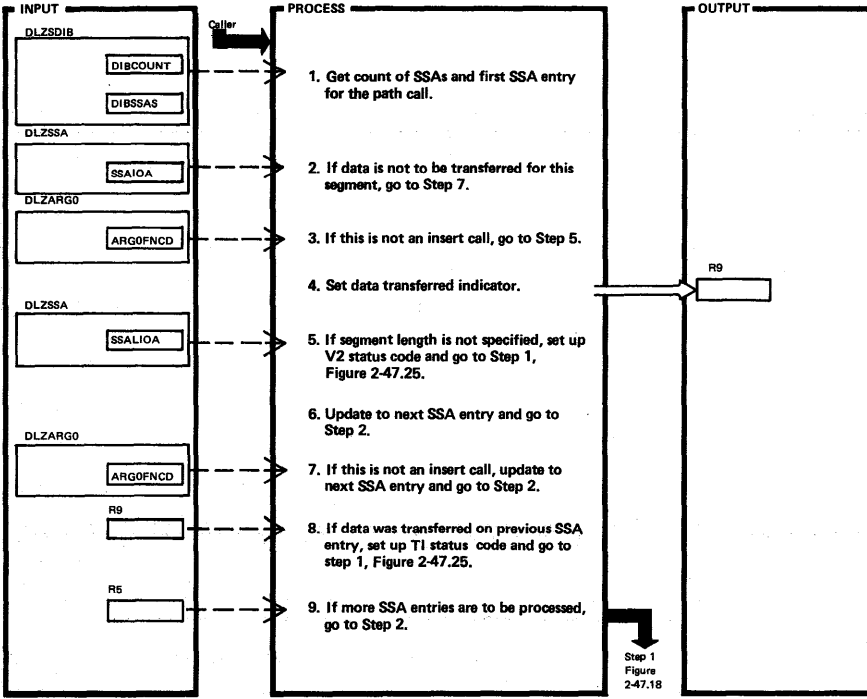 INPUT
PROCESS
OUTPUT
Caller
DLZSDIB
DIBCOUNT
DIBSSAS
1. Get count of SSAs and first SSA entry
for the path call.
DLZSSA
SSAIOA
2. If data is not to be transferred for this
segment, go to Step 7.
DLZARG0
ARG0FNCD
3. If this is not an insert call, go to Step 5.
4. Set data transferred indicator.
R9
DLZSSA
SSALIOA
5. If segment length is not specified, set up
V2 status code and go to Step 1,
Figure 2-47.25.
6. Update to next SSA entry and go to
Step 2.
DLZARG0
ARG0FNCD
7. If this is not an insert call, update to
next SSA entry and go to Step 2.
R9
8. If data was transferred on previous SSA
entry, set up TI status code and go to
step 1, Figure 2-47.25.
R5
9. If more SSA entries are to be processed,
go to Step 2.
Step 1
Figure
2-47.18